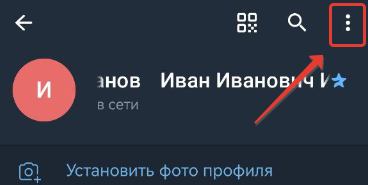 И
анов Иван Иванович И
в сети
Установить фото профиля